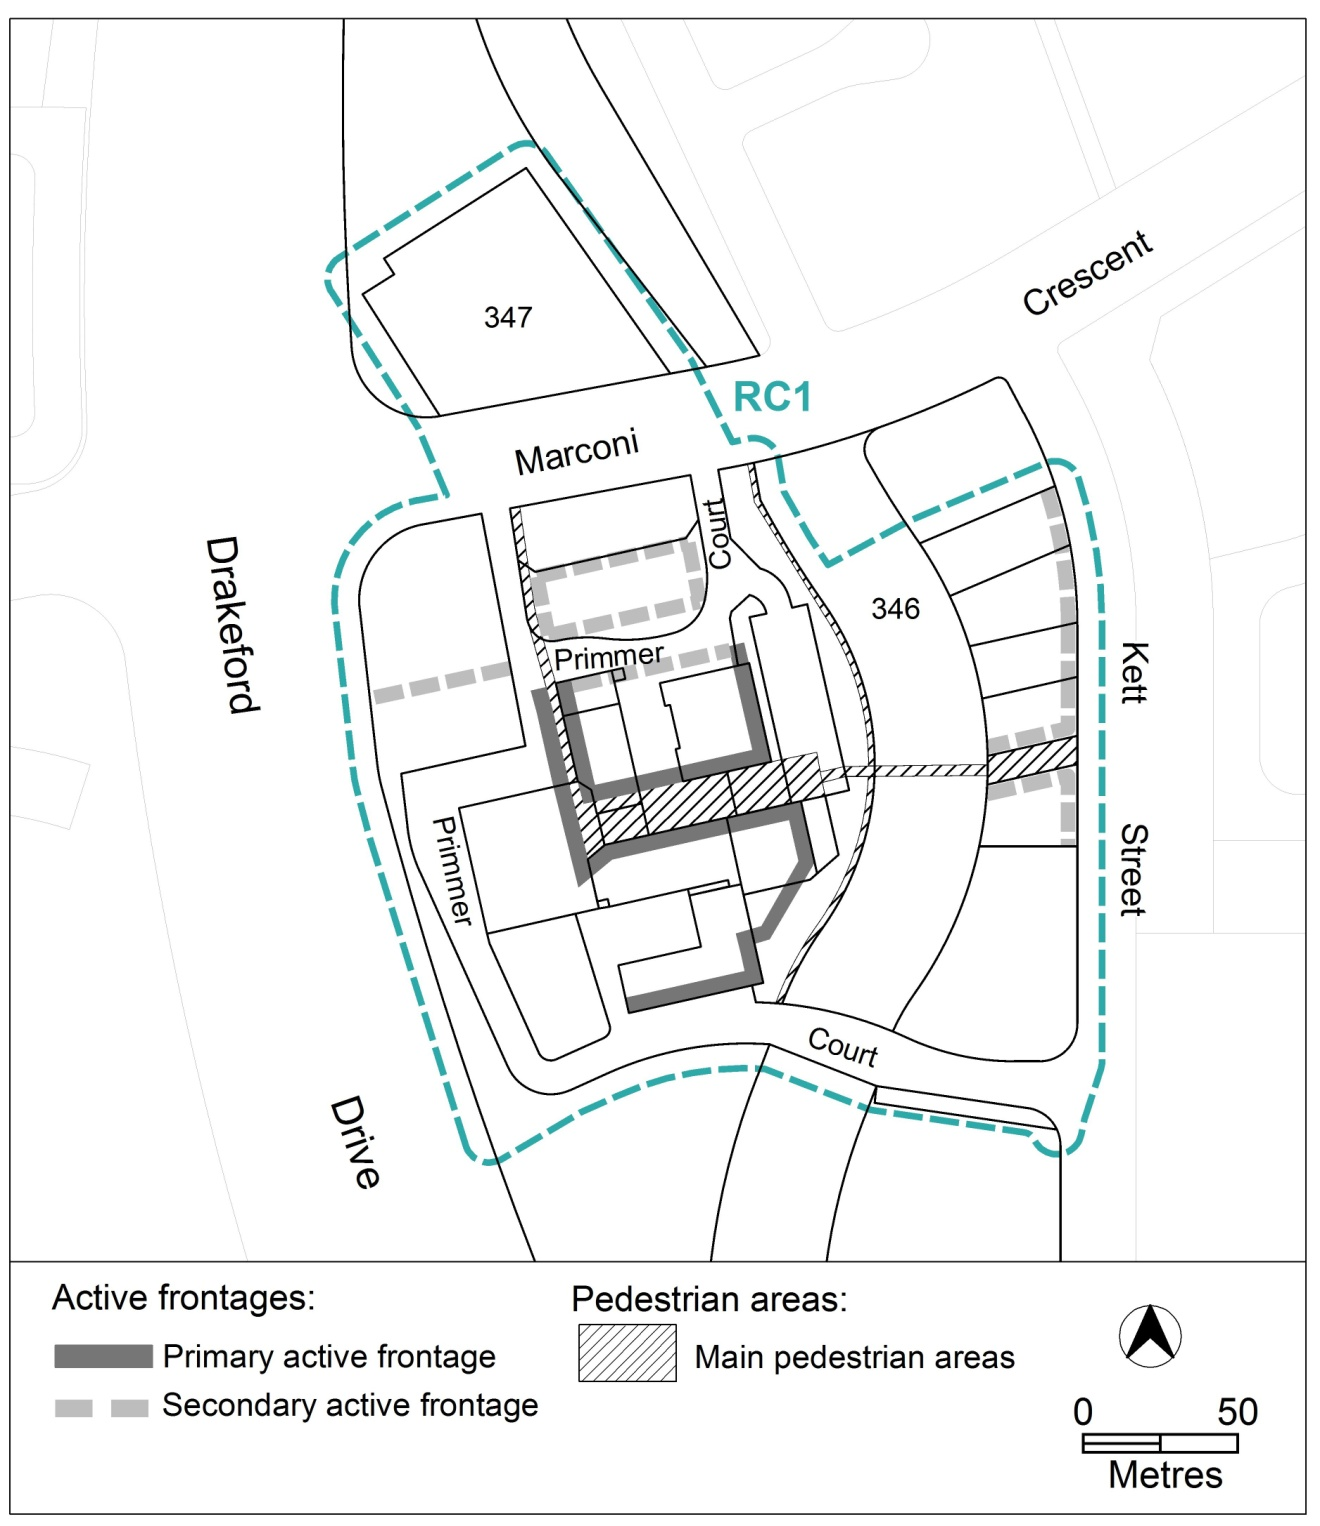 Crescent
347
RC1
Marconi
Court
Drakeford
346
Primmer
Kett
Street
Primmer
Court
Drive
Active frontages:
Primary active frontage
Secondary active frontage
Pedestrian areas:
Main pedestrian areas
0 50
Metres